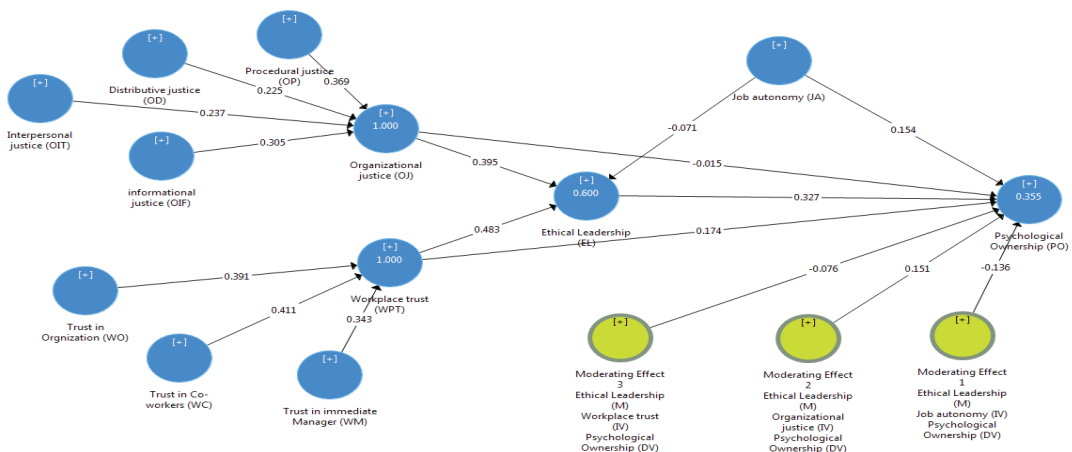 [+]
Procedural justice
(OP)
[+]
Distributive justice
(OD)
[+]
Interpersonal
justice (OIT)
[+]
informational
justice (OIF)
0.369
0.225
0.237
0.305
[+]
1.000
Organizational
justice (OJ)
[+]
Job autonomy (JA)
-0.071
0.154
0.395
-0.015
[+]
0.600
Ethical Leadership
(EL)
0.327
[+]
0.355
Psychological
Ownership (PO)
0.483
0.174
[+]
1.000
Workplace trust
(WPT)
[+]
Trust in
Orgnization (WO)
0.391
[+]
Trust in Co-
workers (WC)
0.411
[+]
Trust in immediate
Manager (WM)
0.343
-0.076
0.151
-0.136
[+]
Moderating Effect
3
Ethical Leadership
(M)
Workplace trust
(IV)
Psychological
Ownership (DV)
[+]
Moderating Effect
2
Ethical Leadership
(M)
Organizational
justice (IV)
Psychological
Ownership (DV)
[+]
Moderating Effect
1
Ethical Leadership
(M)
Job autonomy (IV)
Psychological
Ownership (DV)